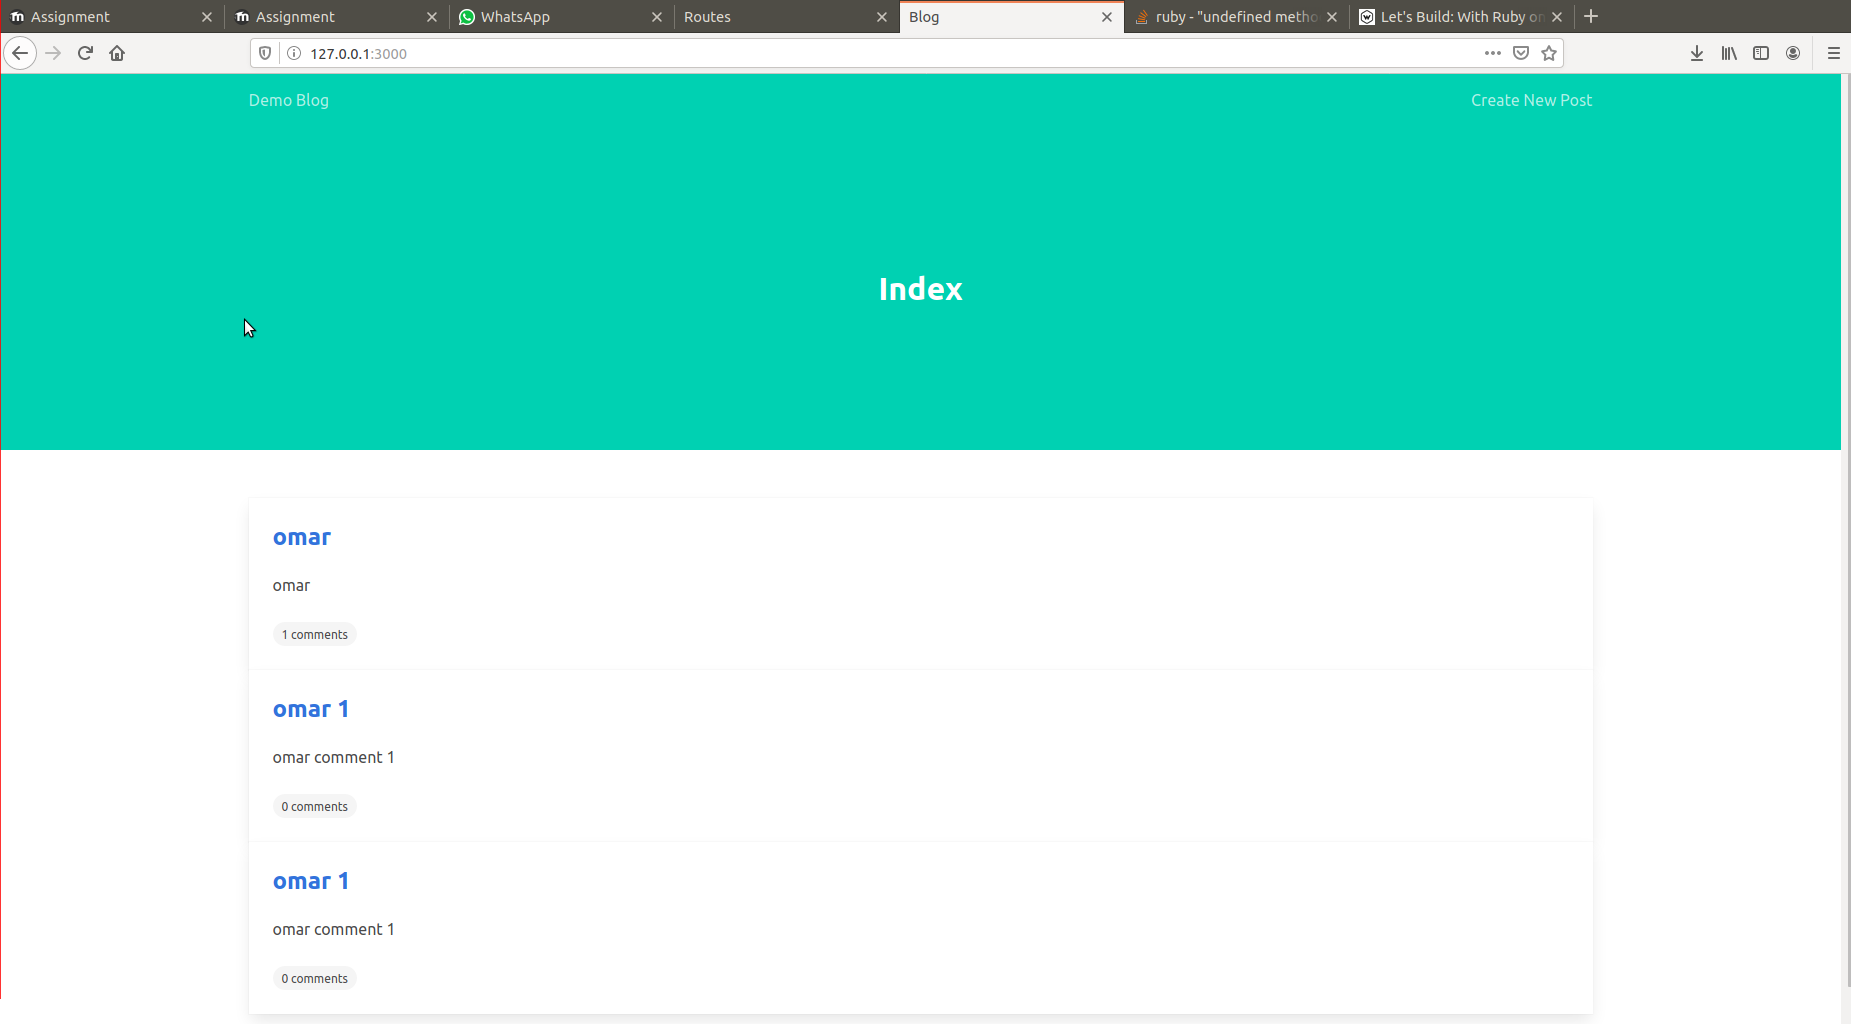 Assignment
Assignment
WhatsApp
Routes
Blog
ruby - "undefined metho
Let's Build: With Ruby on
127.0.0.1:3000
Demo Blog
Create New Post
Index
omar
omar
1 comments
omar 1
omar comment 1
0 comments
omar 1
omar comment 1
0 comments